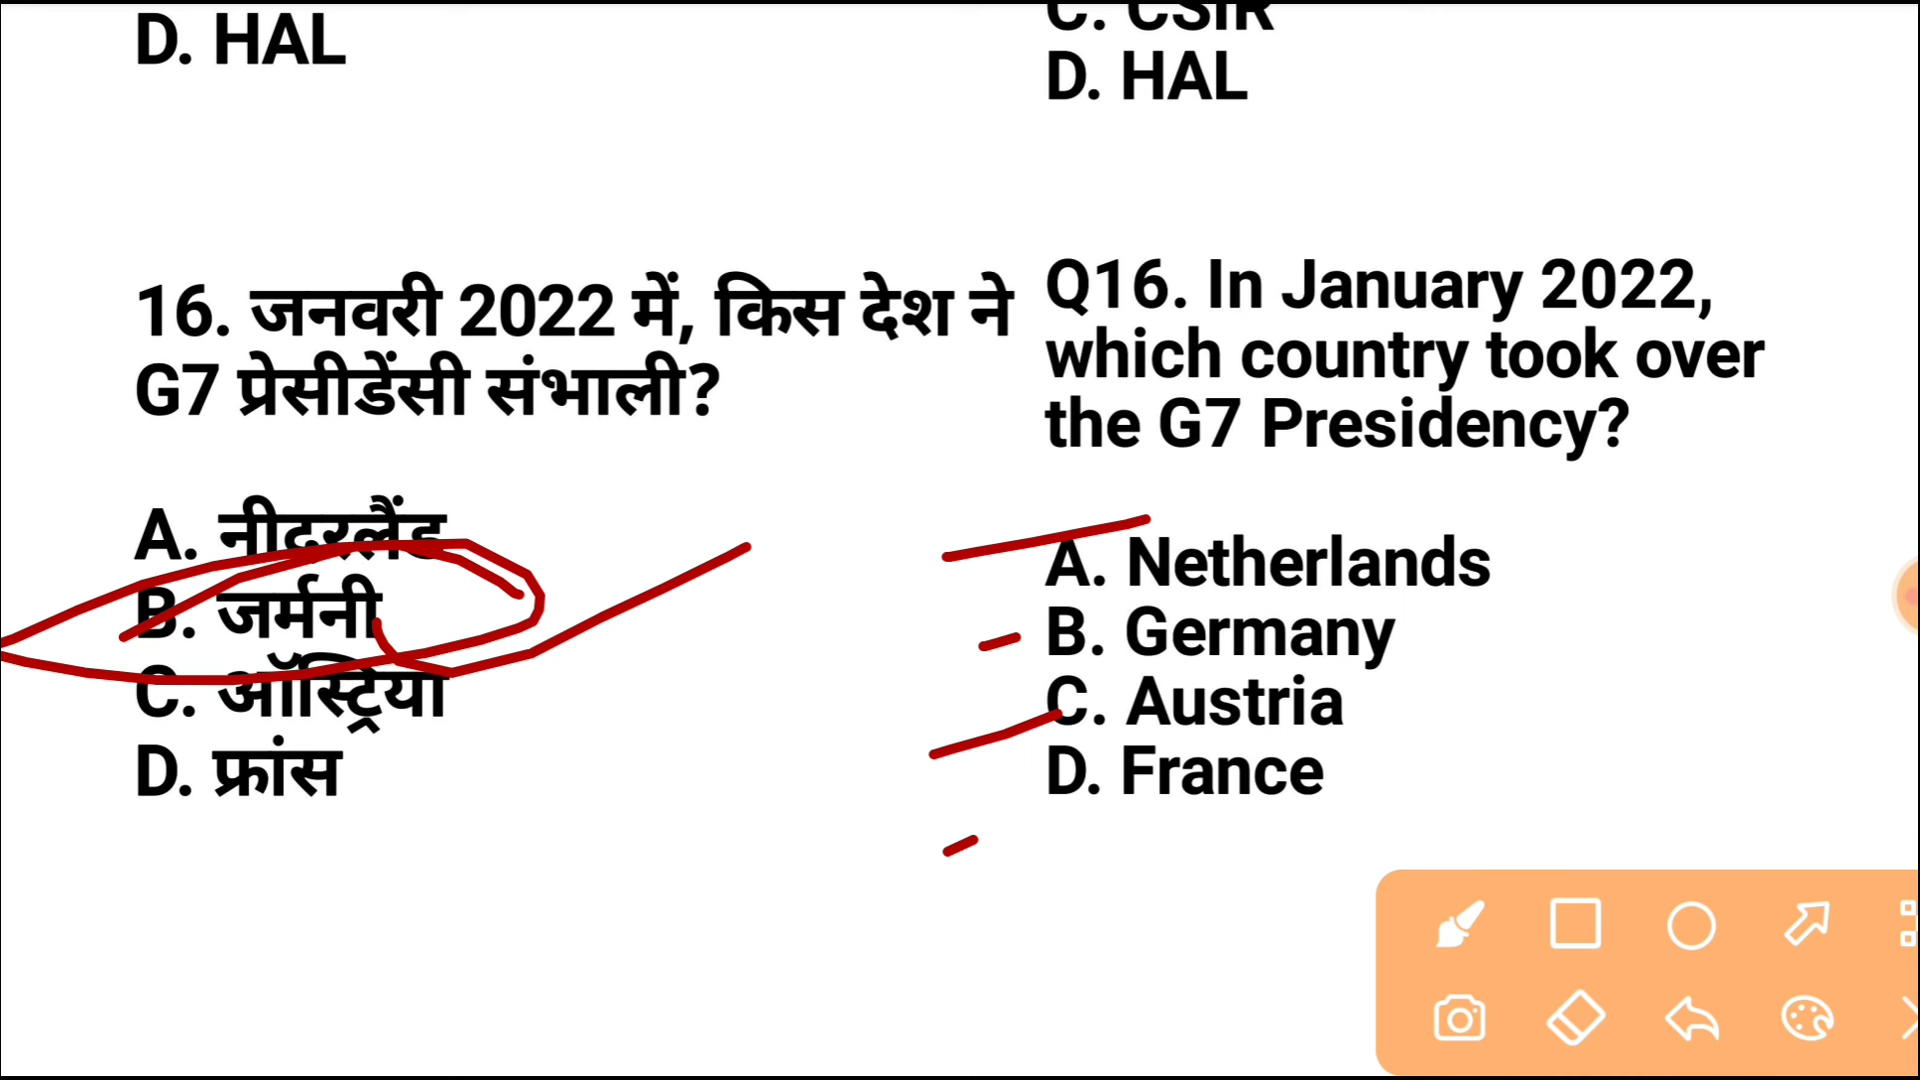 D. HAL
16. जनवरी 2022 में, किस देश ने
G7 प्रेसीडेंसी संभाली?
A. नीदरलैंड
B. जर्मनी
C. ऑस्ट्रिया
D. फ्रांस
C. CSIR
D. HAL
Q16. In January 2022,
which country took over
the G7 Presidency?
A. Netherlands
B. Germany
C. Austria
D. France